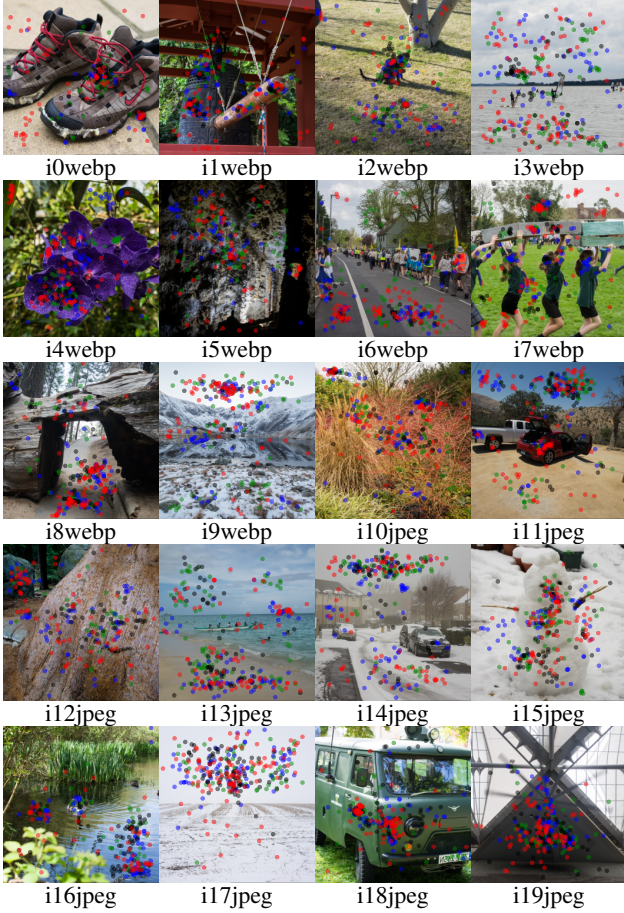 i0webp i1webp i2webp i3webp
i4webp i5webp i6webp i7webp
i8webp i9webp i10jpeg i11jpeg
i12jpeg i13jpeg i14jpeg i15jpeg
i16jpeg i17jpeg i18jpeg i19jpeg